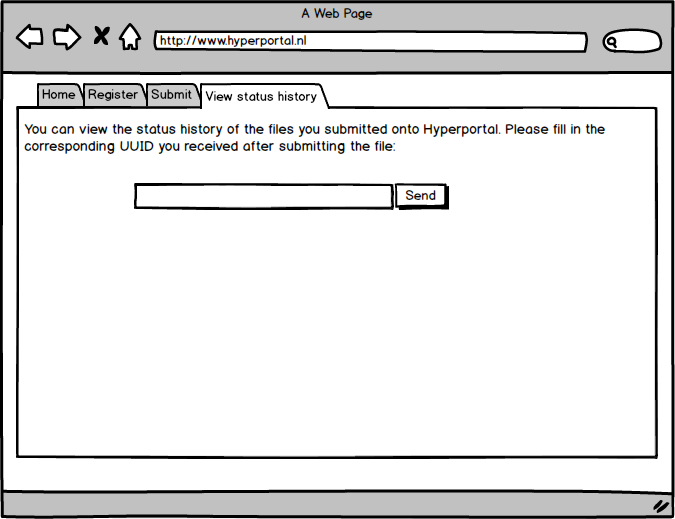 A Web Page
http://www.hyperportal.nl
Home Register Submit View status history
You can view the status history of the files you submitted onto Hyperportal. Please fill in the
corresponding UUID you received after submitting the file:
Send